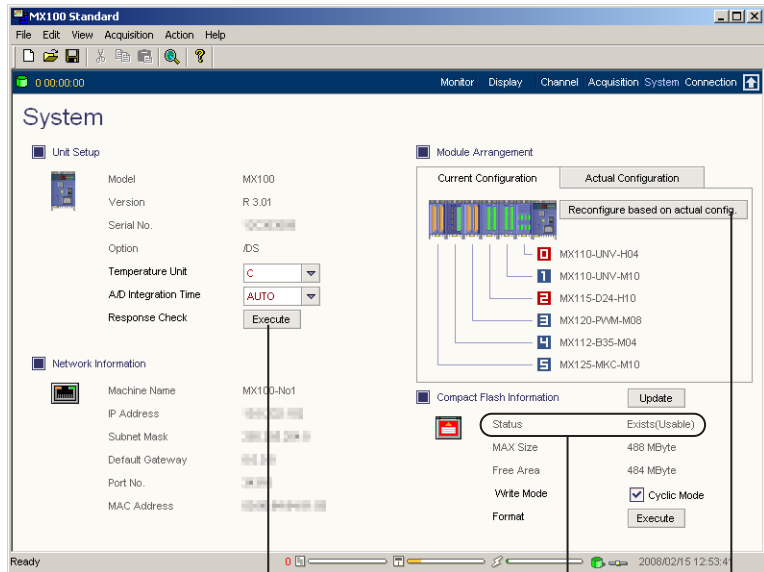 MX100 Standard
File Edit View Acquisition Action Help
0 00:00:00
Monitor Display Channel Acquisition System Connection
System
Unit Setup
Model MX100
Version R 3.01
Serial No.
Option /DS
Temperature Unit C
A/D Integration Time AUTO
Response Check Execute
Network Information
Machine Name MX100-No1
IP Address
Subnet Mask
Default Gateway
Port No.
MAC Address
Module Arrangement
Current Configuration Actual Configuration
Reconfigure based on actual config.
0 MX110-UNV-H04
1 MX110-UNV-M10
2 MX115-D24-H10
3 MX120-PWM-M08
4 MX112-B35-M04
5 MX125-MKC-M10
Compact Flash Information Update
Status Exists(Usable)
MAX Size 488 MByte
Free Area 484 MByte
Write Mode Cyclic Mode
Format Execute
Ready 0 2008/02/15 12:53:4